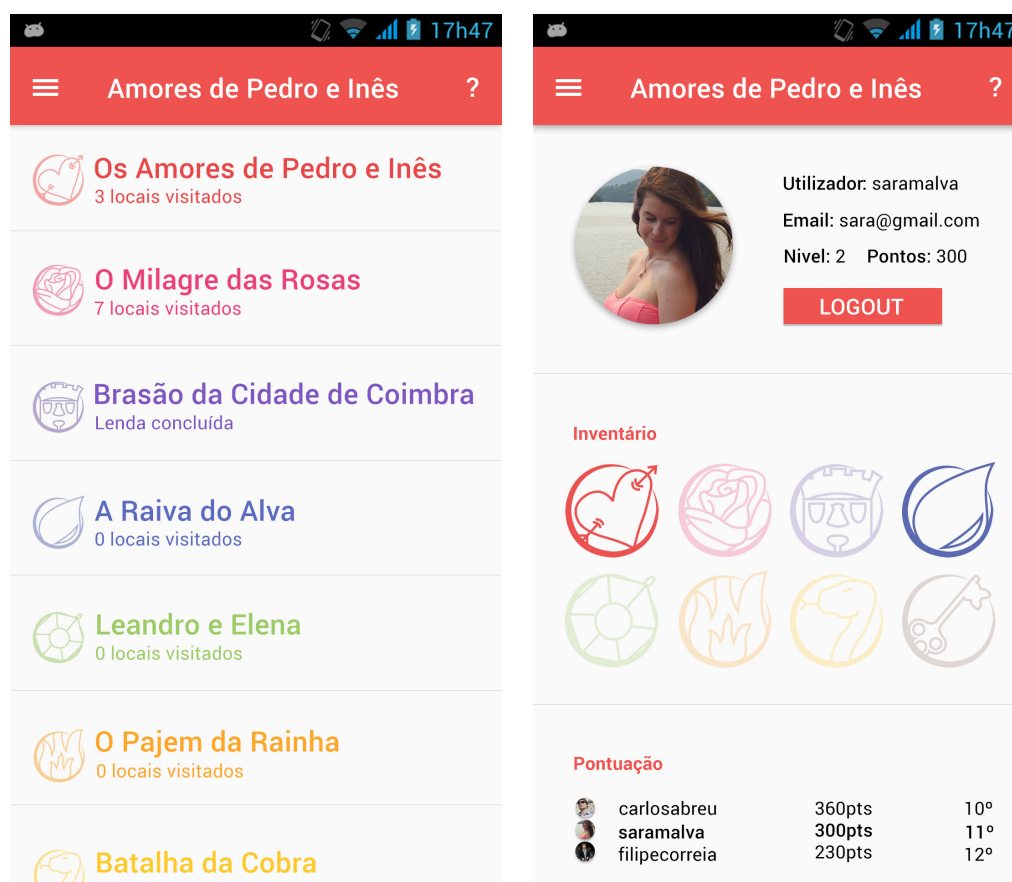 17h47
Amores de Pedro e Inês ?
Os Amores de Pedro e Inês
3 locais visitados
O Milagre das Rosas
7 locais visitados
Brasão da Cidade de Coimbra
Lenda concluída
A Raiva do Alva
0 locais visitados
Leandro e Elena
0 locais visitados
O Pajem da Rainha
0 locais visitados
Batalha da Cobra
17h47
Amores de Pedro e Inês ?
Utilizador: saramalva
Email: sara@gmail.com
Nivel: 2 Pontos: 300
LOGOUT
Inventário
Pontuação
carlosabreu 360pts 10º
saramalva 300pts 11º
filipecorreia 230pts 12º